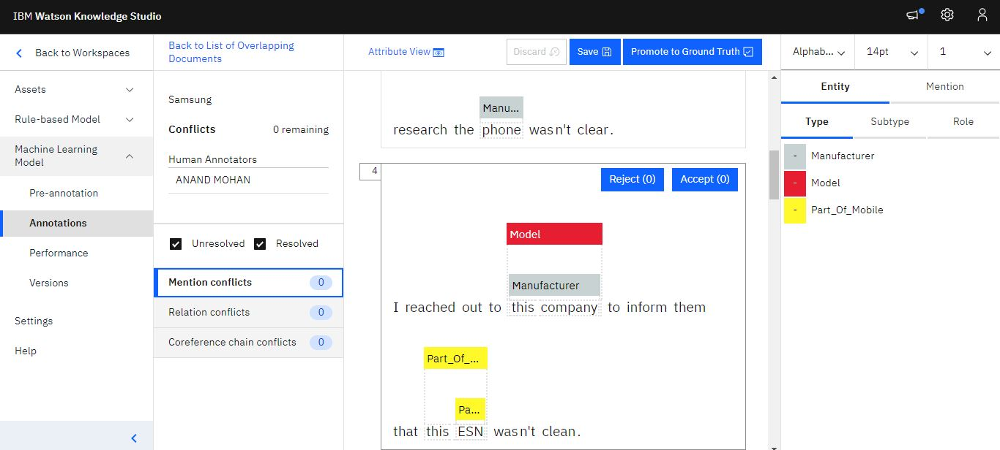 IBM Watson Knowledge Studio
Back to Workspaces
Assets
Rule-based Model
Machine Learning
Model
Pre-annotation
Annotations
Performance
Versions
Settings
Help
Back to List of Overlapping
Documents
Samsung
Conflicts 0 remaining
Human Annotators
ANAND MOHAN
Unresolved Resolved
Mention conflicts 0
Relation conflicts 0
Coreference chain conflicts 0
Attribute View Discard Save Promote to Ground Truth
Manu...
research the phone wasn't clear.
4
Reject (0) Accept (0)
Model
Manufacturer
I reached out to this company to inform them
Part_Of_...
Pa...
that this ESN wasn't clean.
Alphab... 14pt 1
Entity Mention
Type Subtype Role
- Manufacturer
- Model
- Part_Of_Mobile